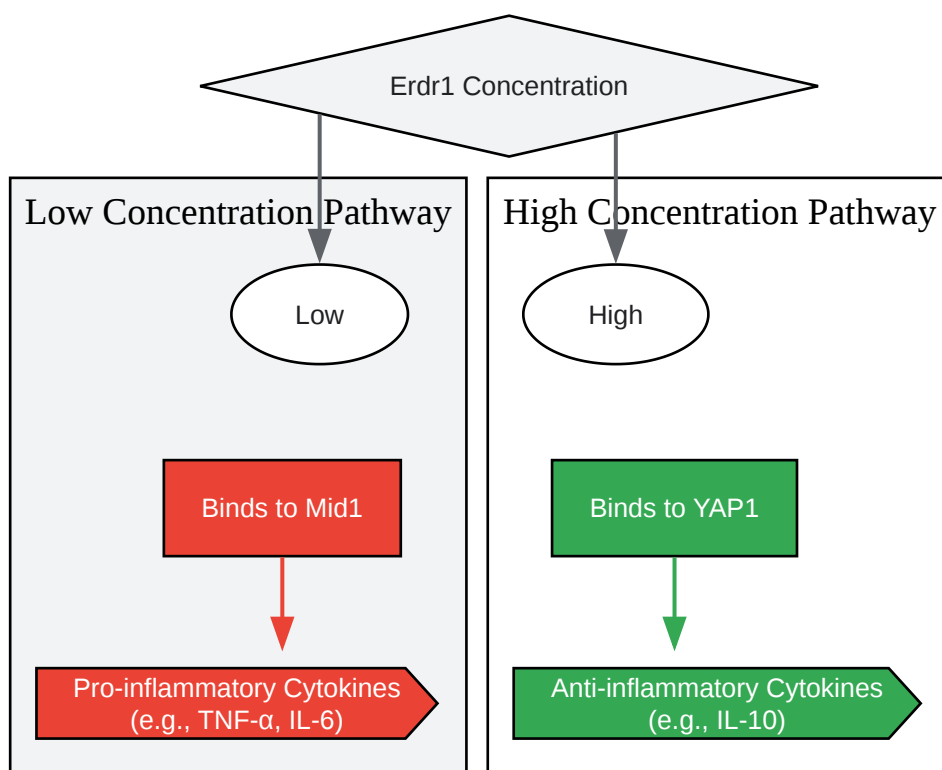 Erdr1 Concentration
Low Concentration Pathway
Low
Binds to Mid1
Pro-inflammatory Cytokines
(e.g., TNF-α, IL-6)
High Concentration Pathway
High
Binds to YAP1
Anti-inflammatory Cytokines
(e.g., IL-10)